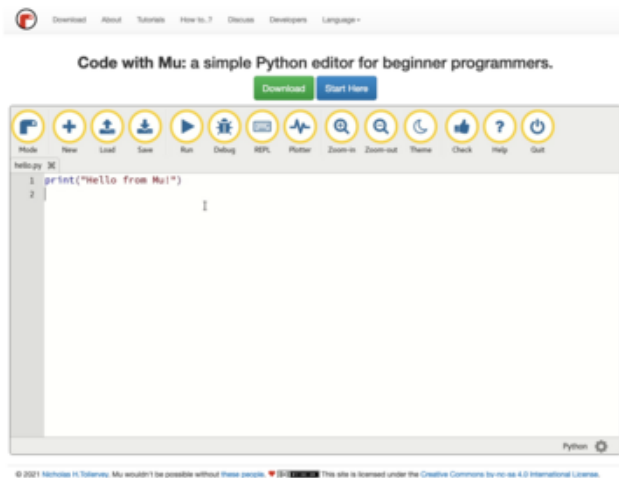 Download About Tutorials How to..? Discuss Developers Language
Code with Mu: a simple Python editor for beginner programmers.
Download Start Here
Mode New Load Save Run Debug REPL Plotter Zoom-in Zoom-out Theme Check Help Quit
hello.py
1 print("Hello from Mu!")
2
Python
© 2021 Nicholas H.Tollervey. Mu wouldn't be possible without these people. This site is licensed under the Creative Commons by-nc-sa 4.0 International License.